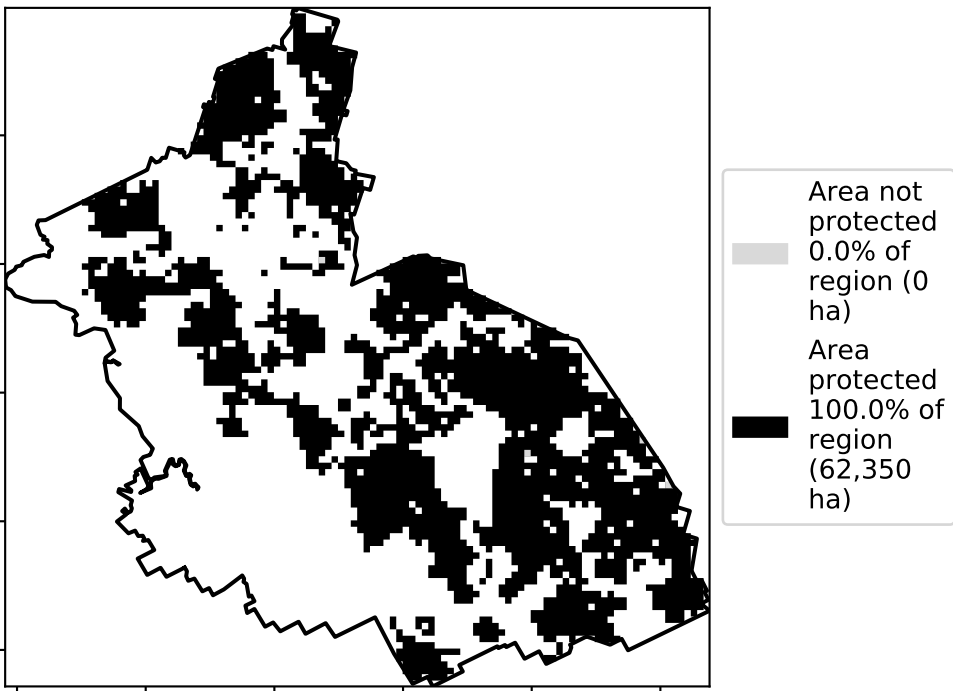 Area not
protected
0.0% of
region (0
ha)
Area
protected
100.0% of
region
(62,350
ha)